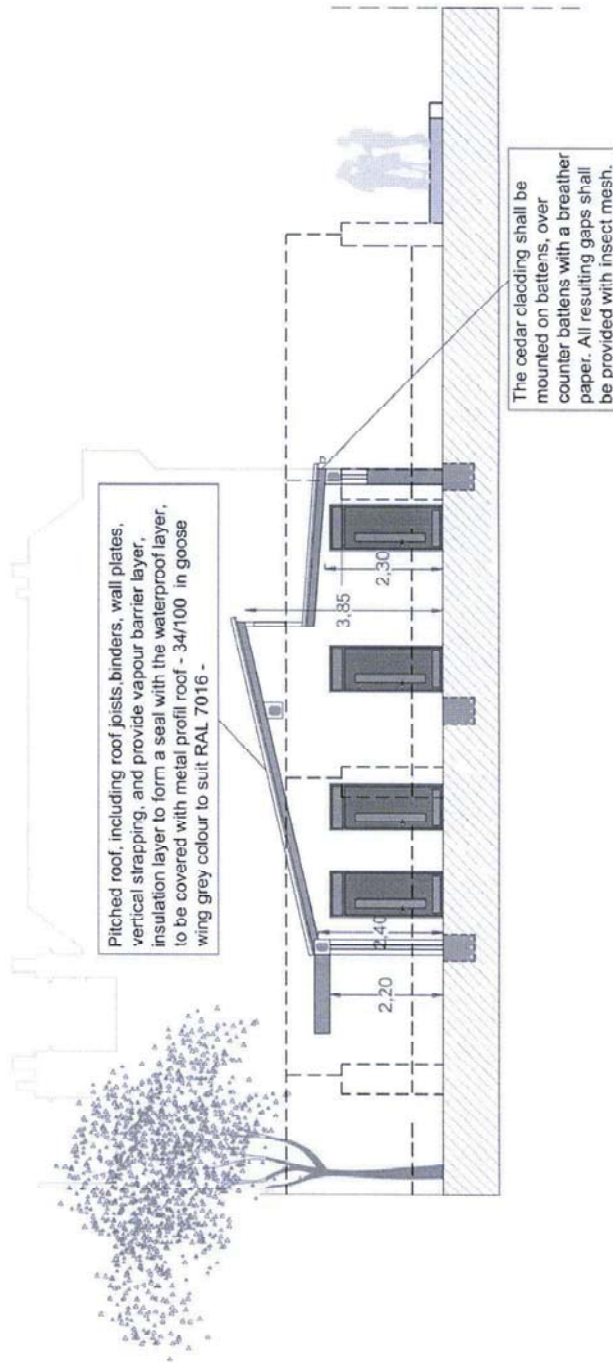 Pitched roof, including roof joists,binders, wall plates,
vertical strapping, and provide vapour barrier layer,
insulation layer to form a seal with the waterproof layer,
to be covered with metal profil roof - 34/100 in goose
wing grey colour to suit RAL 7016 -
2,20
2,40
3,85
2,30
The cedar cladding shall be
mounted on battens, over
counter battens with a breather
paper. All resulting gaps shall
be provided with insect mesh.